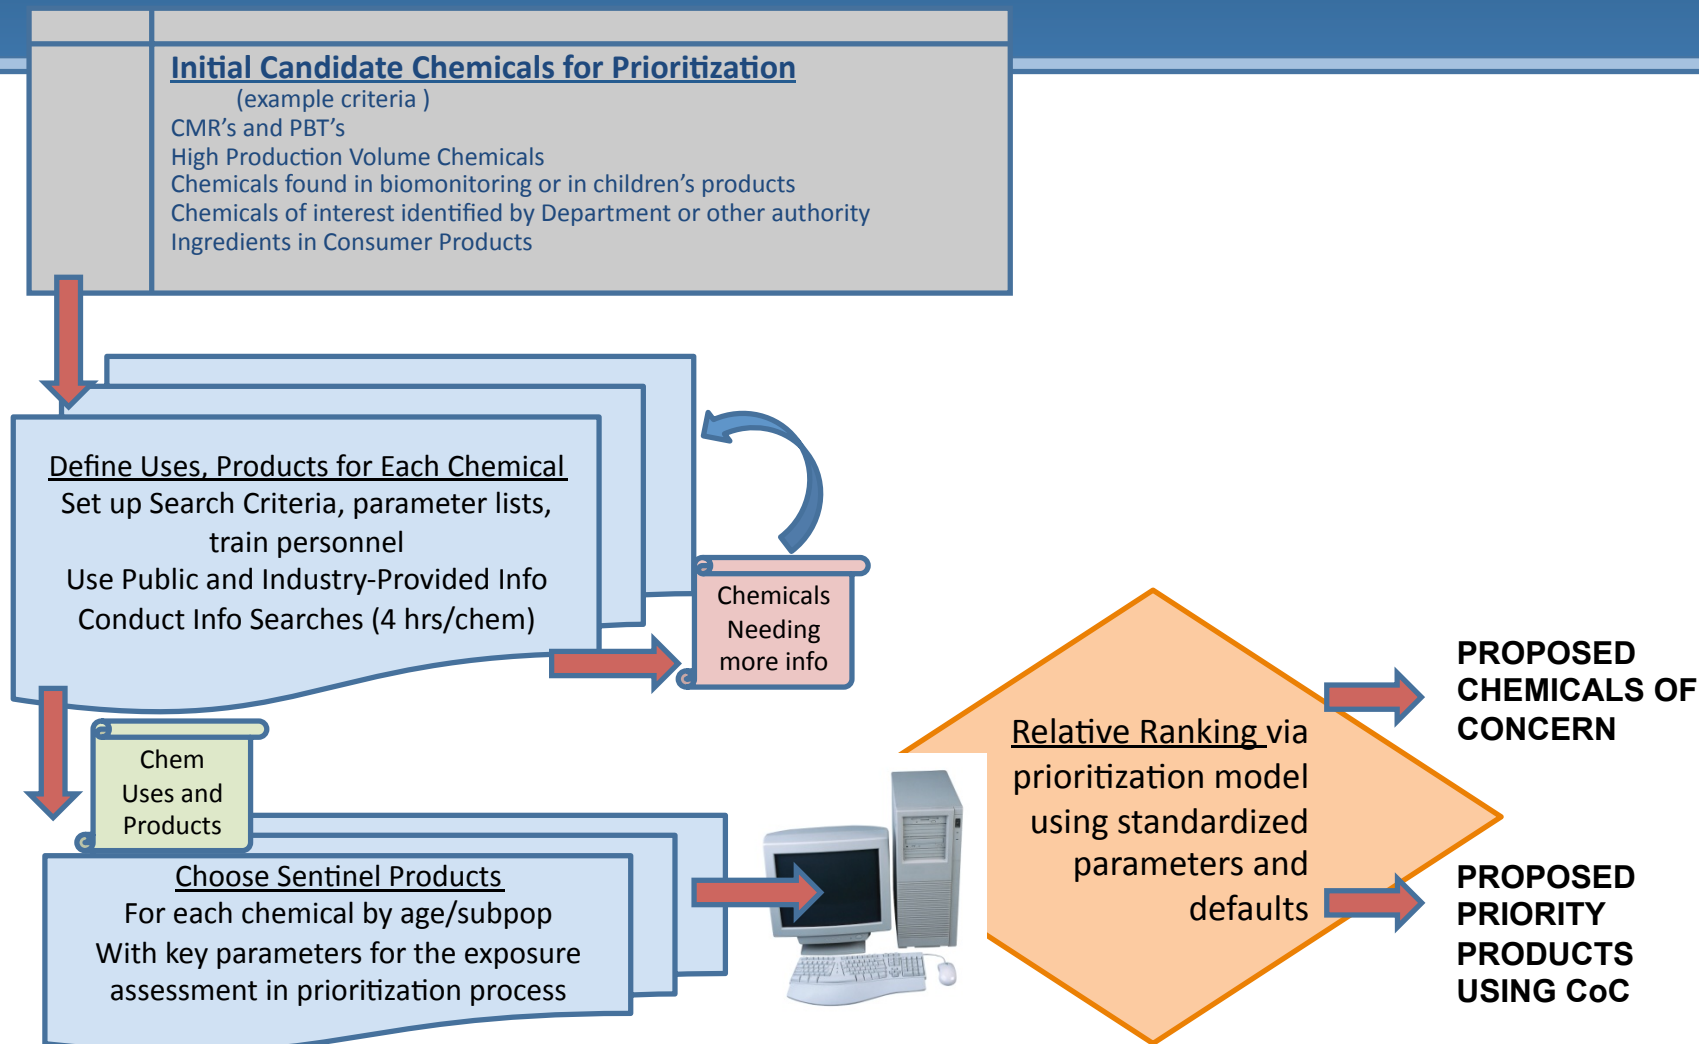 Initial Candidate Chemicals for Prioritization
(example criteria )
CMR's and PBT's
High Production Volume Chemicals
Chemicals found in biomonitoring or in children's products
Chemicals of interest identified by Department or other authority
Ingredients in Consumer Products
Define Uses, Products for Each Chemical
Set up Search Criteria, parameter lists,
train personnel
Use Public and Industry-Provided Info
Conduct Info Searches (4 hrs/chem)
Chemicals
Needing
more info
Chem
Uses and
Products
Choose Sentinel Products
For each chemical by age/subpop
With key parameters for the exposure
assessment in prioritization process
Relative Ranking via
prioritization model
using standardized
parameters and
defaults
PROPOSED
CHEMICALS OF
CONCERN
PROPOSED
PRIORITY
PRODUCTS
USING CoC